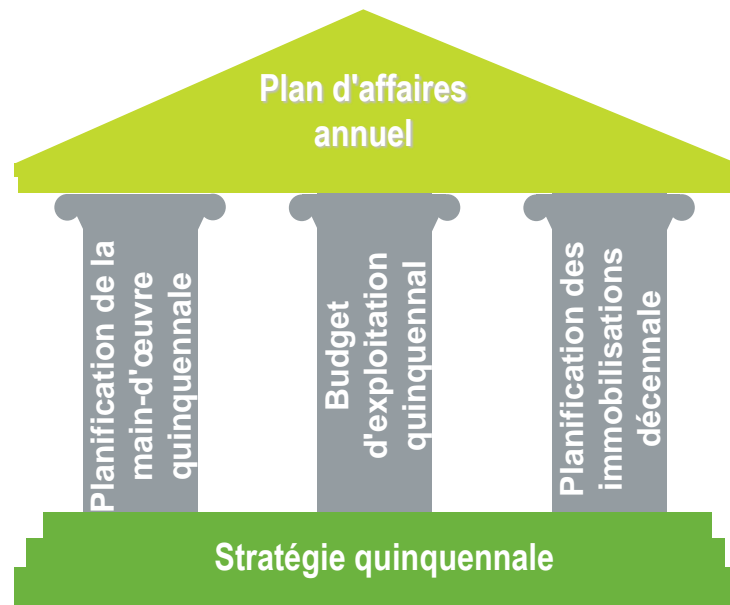 Plan d'affaires
annuel
Planification de la
main-d'œuvre
quinquennale
Budget
d'exploitation
quinquennal
Planification des
immobilisations
décennale
Stratégie quinquennale